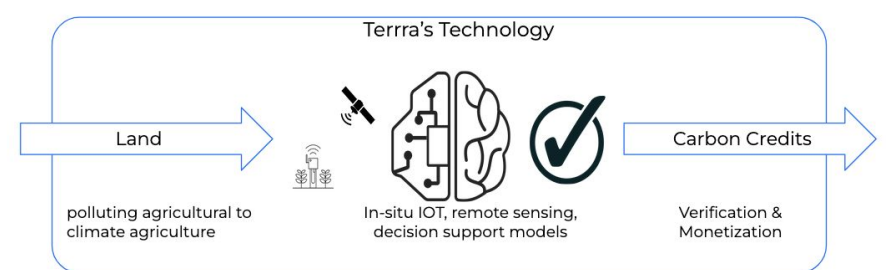 Terrra's Technology
Land
Carbon Credits
polluting agricultural to
climate agriculture
In-situ IOT, remote sensing,
decision support models
Verification &
Monetization